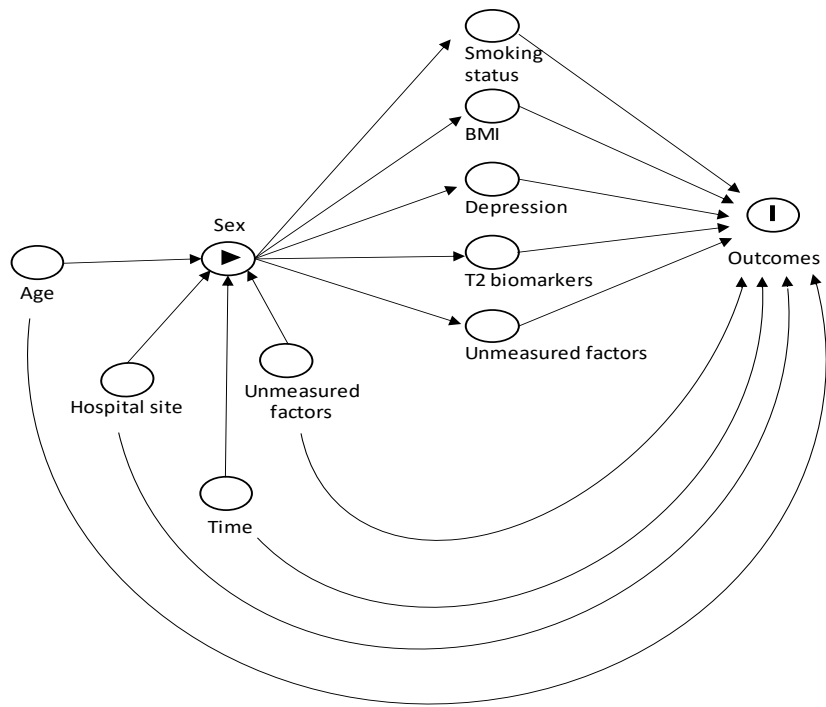 Smoking
status
BMI
Depression
Sex
T2 biomarkers
Outcomes
Age
Unmeasured factors
Hospital site
Unmeasured
factors
Time